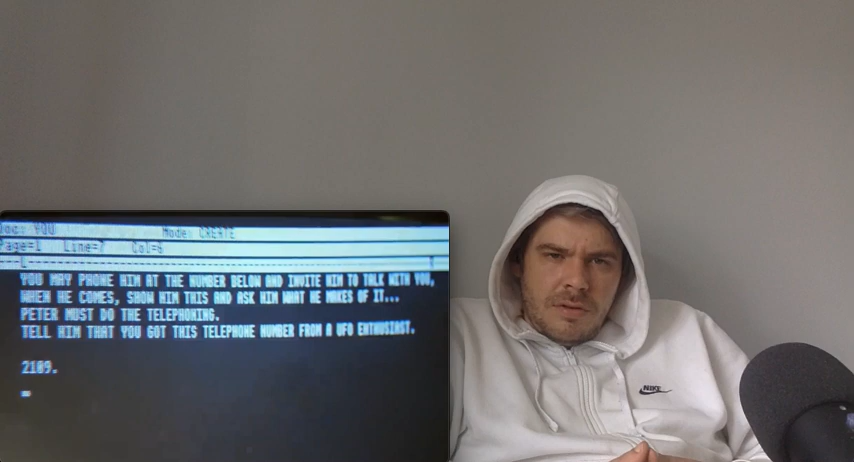 Doc: YOU Mode: CREATE
Page=1 Line=7 Col=6
YOU MAY PHONE HIM AT THE NUMBER BELOW AND INVITE HIM TO TALK WITH YOU,
WHEN HE COMES, SHOW HIM THIS AND ASK HIM WHAT HE MAKES OF IT...
PETER MUST DO THE TELEPHONING.
TELL HIM THAT YOU GOT THIS TELEPHONE NUMBER FROM A UFO ENTHUSIAST.
2109.
NIKE